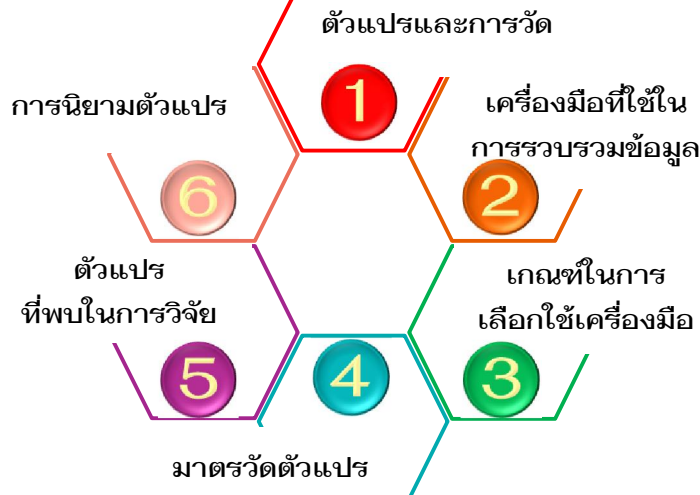 ตัวแปรและการวัด
1
เครื่องมือที่ใช้ใน
การรวบรวมข้อมูล
2
เกณฑ์ในการ
เลือกใช้เครื่องมือ
3
4
มาตรวัดตัวแปร
ตัวแปร
ที่พบในการวิจัย
5
การนิยามตัวแปร
6